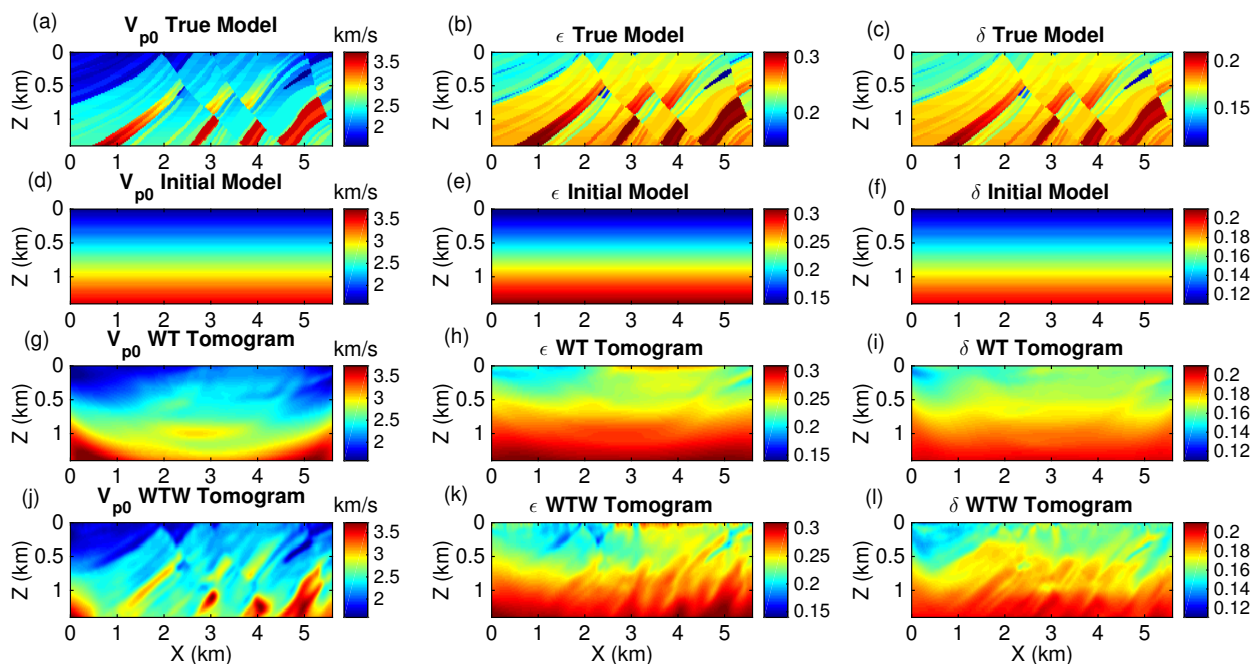 (a) V_p0 True Model km/s
(b) ϵ True Model
(c) δ True Model
0 0.5 1 Z (km) 0 1 2 3 4 5 3.5 3 2.5 2
0 0.5 1 Z (km) 0 1 2 3 4 5 0.3 0.2
0 0.5 1 Z (km) 0 1 2 3 4 5 0.2 0.15
(d) V_p0 Initial Model km/s
(e) ϵ Initial Model
(f) δ Initial Model
0 0.5 1 Z (km) 0 1 2 3 4 5 3.5 3 2.5 2
0 0.5 1 Z (km) 0 1 2 3 4 5 0.3 0.25 0.2 0.15
0 0.5 1 Z (km) 0 1 2 3 4 5 0.2 0.18 0.16 0.14 0.12
(g) V_p0 WT Tomogram km/s
(h) ϵ WT Tomogram
(i) δ WT Tomogram
0 0.5 1 Z (km) 0 1 2 3 4 5 3.5 3 2.5 2
0 0.5 1 Z (km) 0 1 2 3 4 5 0.3 0.25 0.2 0.15
0 0.5 1 Z (km) 0 1 2 3 4 5 0.2 0.18 0.16 0.14 0.12
(j) V_p0 WTW Tomogram km/s
(k) ϵ WTW Tomogram
(l) δ WTW Tomogram
0 0.5 1 Z (km) 0 1 2 3 4 5 3.5 3 2.5 2
0 0.5 1 Z (km) 0 1 2 3 4 5 0.3 0.25 0.2 0.15
0 0.5 1 Z (km) 0 1 2 3 4 5 0.2 0.18 0.16 0.14 0.12
X (km)
X (km)
X (km)